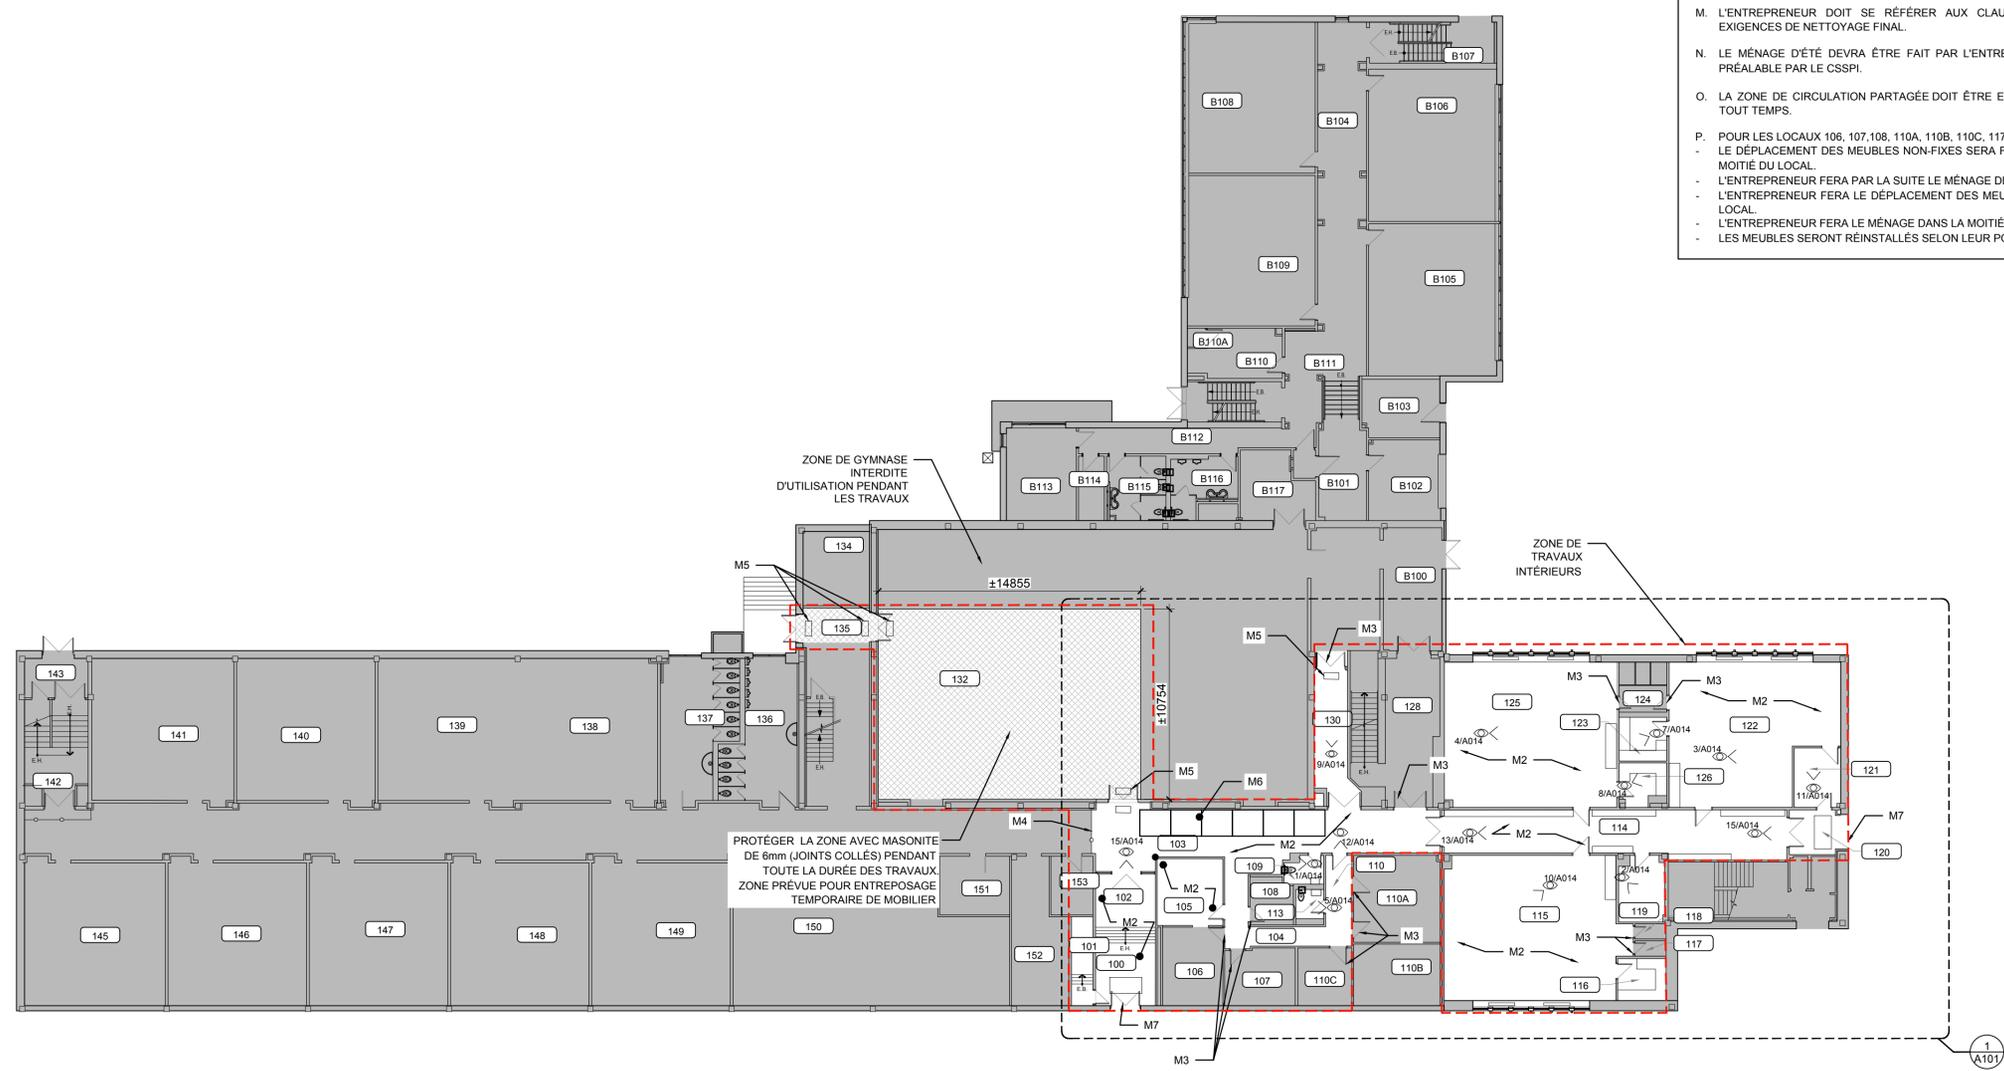 M. L'ENTREPRENEUR DOIT SE RÉFÉRER AUX
EXIGENCES DE NETTOYAGE FINAL.
N. LE MÉNAGE D'ÉTÉ DEVRA ÊTRE FAIT PAR
PRÉALABLE PAR LE CSSPI.
O. LA ZONE DE CIRCULATION PARTAGÉE DOIT ÊTRE
TOUT TEMPS.
P. POUR LES LOCAUX 106, 107,108, 110A, 110B, 110C, 117
- LE DÉPLACEMENT DES MEUBLES NON-FIXES SERA
MOITIÉ DU LOCAL.
- L'ENTREPRENEUR FERA PAR LA SUITE LE MÉNAGE
- L'ENTREPRENEUR FERA LE DÉPLACEMENT DES
LOCAL.
- L'ENTREPRENEUR FERA LE MÉNAGE DANS LA MOITIÉ
- LES MEUBLES SERONT RÉINSTALLÉS SELON LEUR
E.H.
E.B.
B107
B108
B106
B104
B109
B105
B110A
B110
B111
E.B.
E.B.
E.H.
B103
B112
ZONE DE GYMNASE
INTERDITE
D'UTILISATION PENDANT
LES TRAVAUX
B113
B114
B115
B116
B117
B101
B102
134
M5
±14855
B100
ZONE DE
TRAVAUX
INTÉRIEURS
135
M5
M3
143
132
±10754
E.H.
141
140
139
138
137
136
E.B.
E.H.
130
9/A014
E.H.
128
125
M3
124
M3
M2
123
7/A014
122
4/A014
3/A014
M2
126
121
8/A014
11/A014
E.H.
142
M5
M6
M3
M4
114
15/A014
M7
PROTÉGER LA ZONE AVEC MASONITE
DE 6mm (JOINTS COLLÉS) PENDANT
TOUTE LA DURÉE DES TRAVAUX.
ZONE PRÉVUE POUR ENTREPOSAGE
TEMPORAIRE DE MOBILIER
15/A014
103
M2
12/A014
13/A014
M2
120
109
110
1/A014
2/A014
10/A014
151
153
102
M2
105
108
110A
5/A014
113
115
119
118
145
146
147
148
149
150
M2
101
E.H.
104
M3
M3
117
M2
152
100
106
107
110C
110B
116
E.B.
M7
M3
1
A101